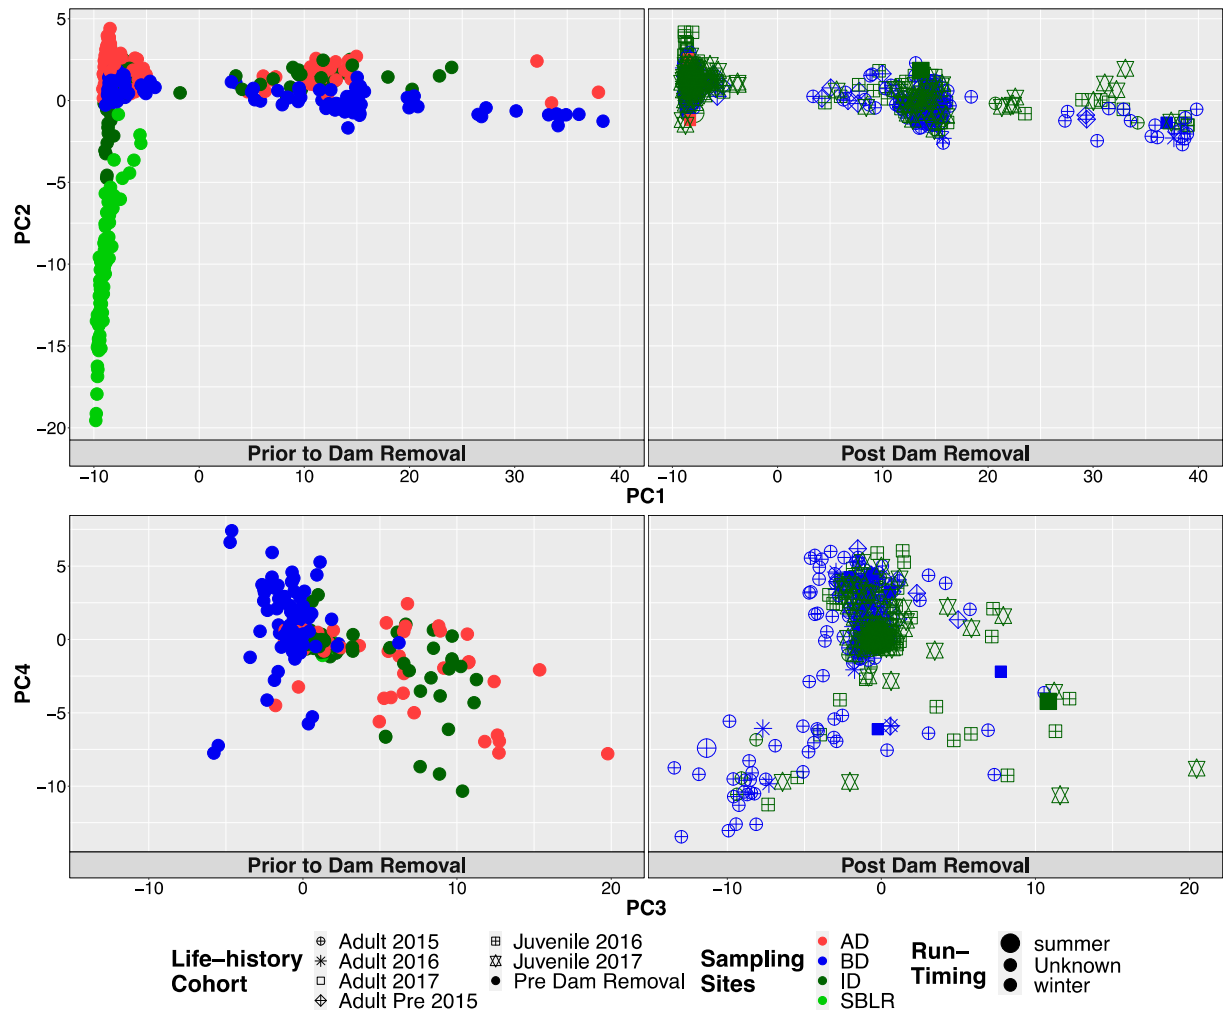 5
0
−5
−10
−15
−20
PC2
Prior to Dam Removal
Post Dam Removal
−10 0 10 20 30 40 −10 0 10 20 30 40
PC1
5
0
−5
−10
PC4
Prior to Dam Removal
Post Dam Removal
−10 0 10 20 −10 0 10 20
PC3
Life−history
Cohort
Adult 2015
Adult 2016
Adult 2017
Adult Pre 2015
Juvenile 2016
Juvenile 2017
Pre Dam Removal
Sampling
Sites
AD
BD
ID
SBLR
Run−
Timing
summer
Unknown
winter